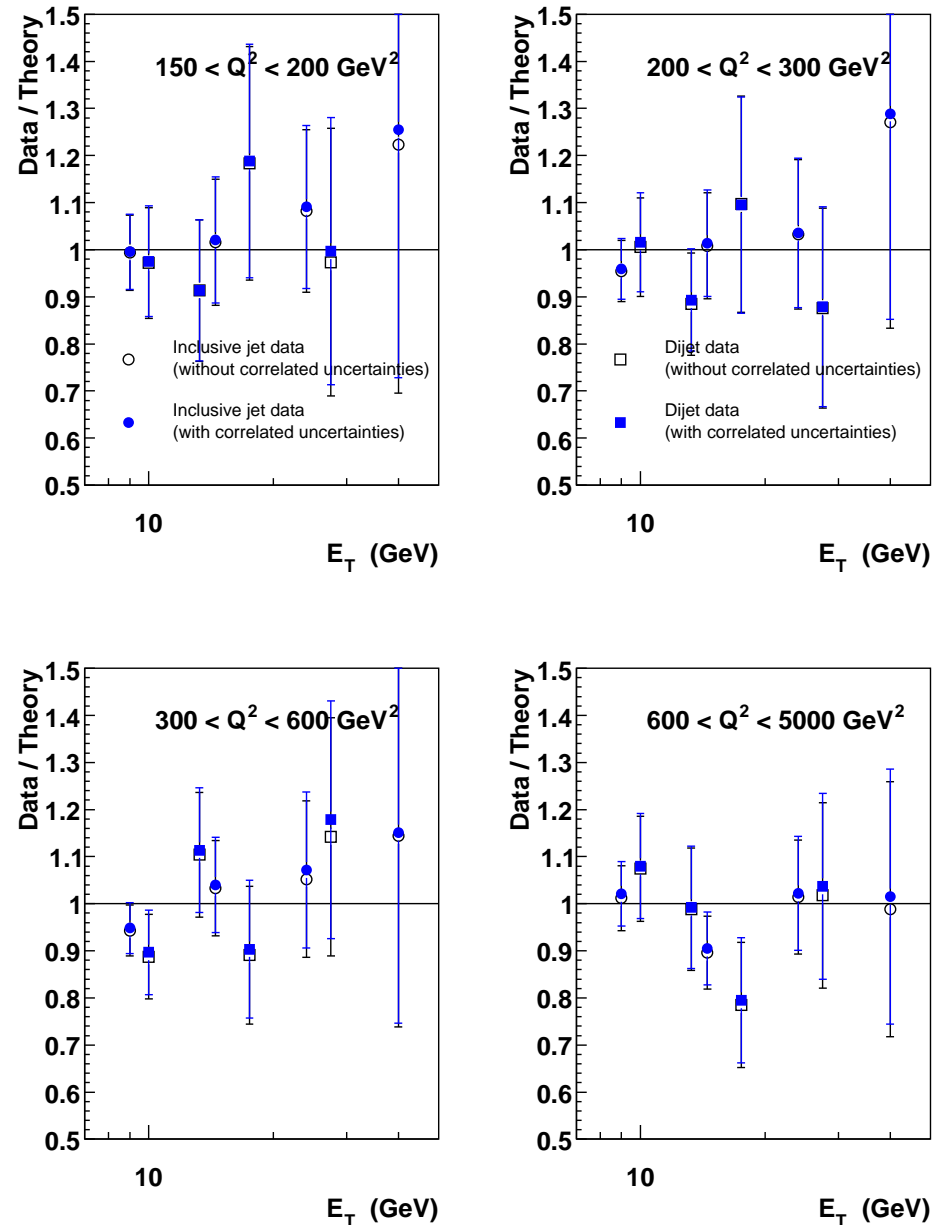 Data / Theory
1.5
1.4
1.3
1.2
1.1
1
0.9
0.8
0.7
0.6
0.5
150 < Q² < 200 GeV²
Inclusive jet data
(without correlated uncertainties)
Inclusive jet data
(with correlated uncertainties)
10
E_T (GeV)
Data / Theory
1.5
1.4
1.3
1.2
1.1
1
0.9
0.8
0.7
0.6
0.5
200 < Q² < 300 GeV²
Dijet data
(without correlated uncertainties)
Dijet data
(with correlated uncertainties)
10
E_T (GeV)
Data / Theory
1.5
1.4
1.3
1.2
1.1
1
0.9
0.8
0.7
0.6
0.5
300 < Q² < 600 GeV²
10
E_T (GeV)
Data / Theory
1.5
1.4
1.3
1.2
1.1
1
0.9
0.8
0.7
0.6
0.5
600 < Q² < 5000 GeV²
10
E_T (GeV)